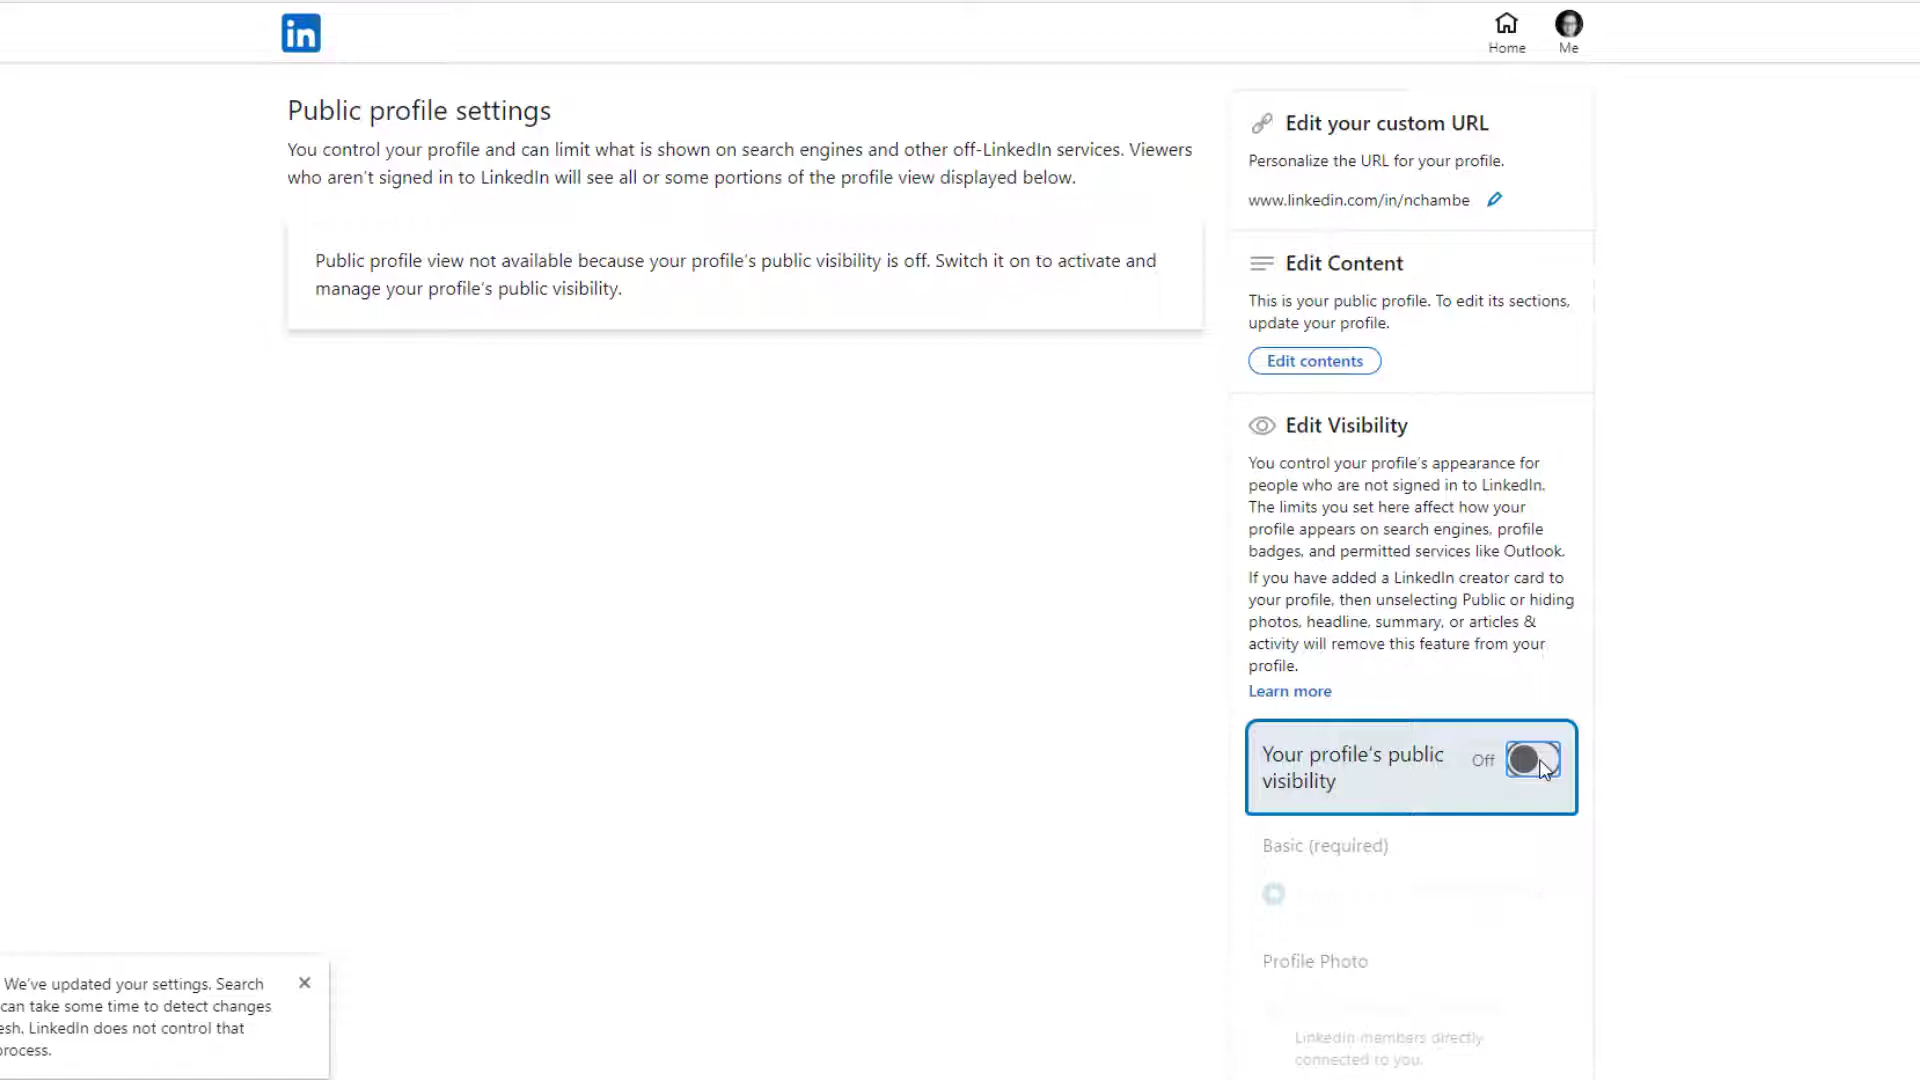 in
Home
Me
Public profile settings
You control your profile and can limit what is shown on search engines and other off-LinkedIn services. Viewers
who aren't signed in to LinkedIn will see all or some portions of the profile view displayed below.
Public profile view not available because your profile's public visibility is off. Switch it on to activate and
manage your profile's public visibility.
Edit your custom URL
Personalize the URL for your profile.
www.linkedin.com/in/nchambe
Edit Content
This is your public profile. To edit its sections,
update your profile.
Edit contents
Edit Visibility
You control your profile's appearance for
people who are not signed in to LinkedIn.
The limits you set here affect how your
profile appears on search engines, profile
badges, and permitted services like Outlook.
If you have added a LinkedIn creator card to
your profile, then unselecting Public or hiding
photos, headline, summary, or articles &
activity will remove this feature from your
profile.
Learn more
Your profile's public
visibility
Off
Basic (required)
Profile Photo
LinkedIn members directly
connected to you.
We've updated your settings. Search
can take some time to detect changes
esh. LinkedIn does not control that
rocess.